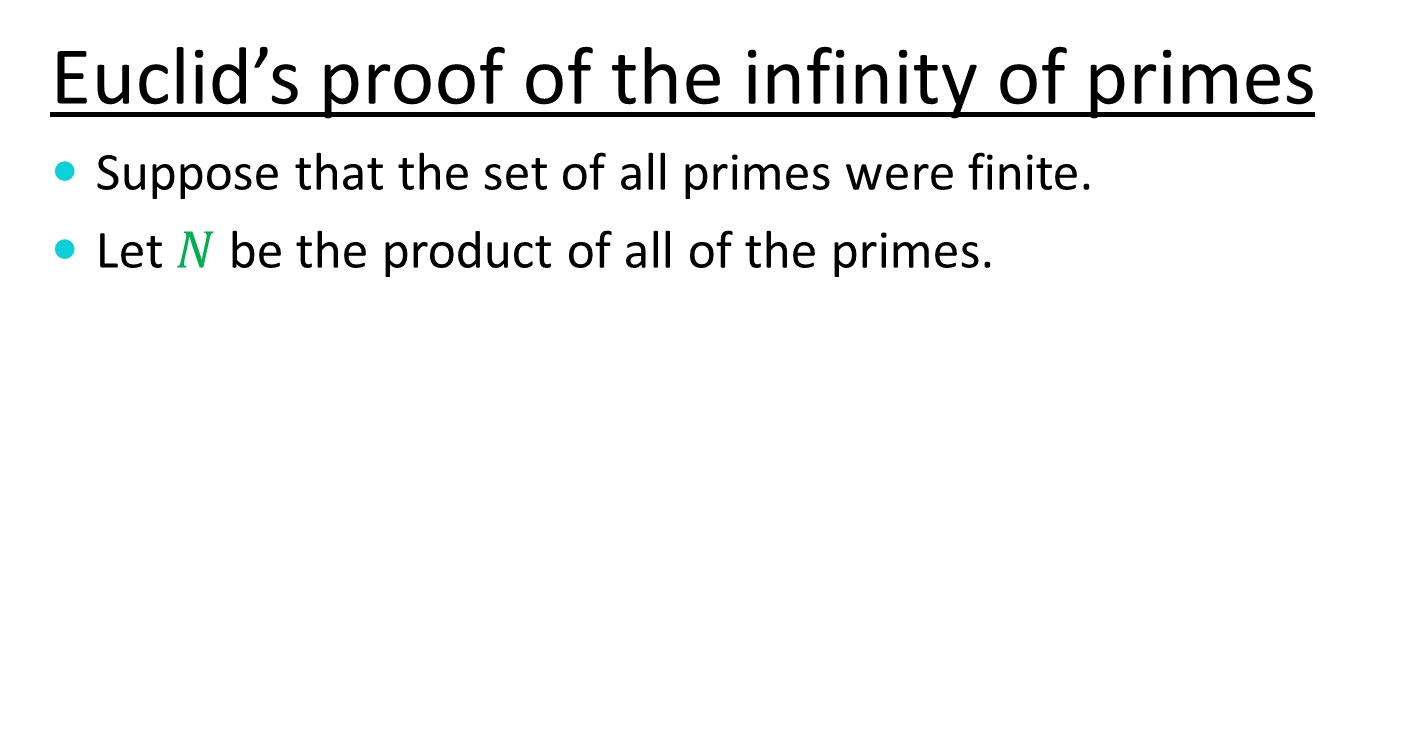 Euclid’s proof of the infinity of primes
• Suppose that the set of all primes were finite.
• Let N be the product of all of the primes.